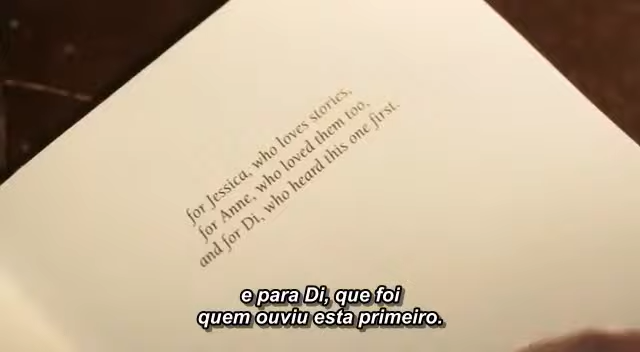 for Jessica, who loves stories,
for Anne, who loved them too,
and for Di, who heard this one first.
e para Di, que foi
quem ouviu esta primeiro.